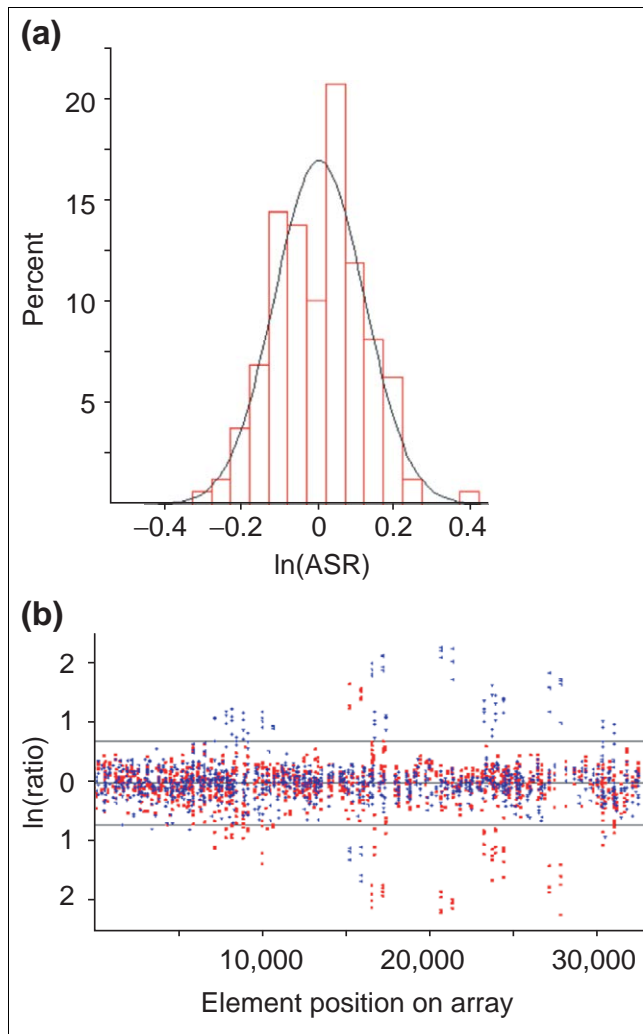 (a)
20
15
10
5
Percent
−0.4 −0.2 0 0.2 0.4
ln(ASR)
(b)
2
1
0
1
2
ln(ratio)
10,000 20,000 30,000
Element position on array